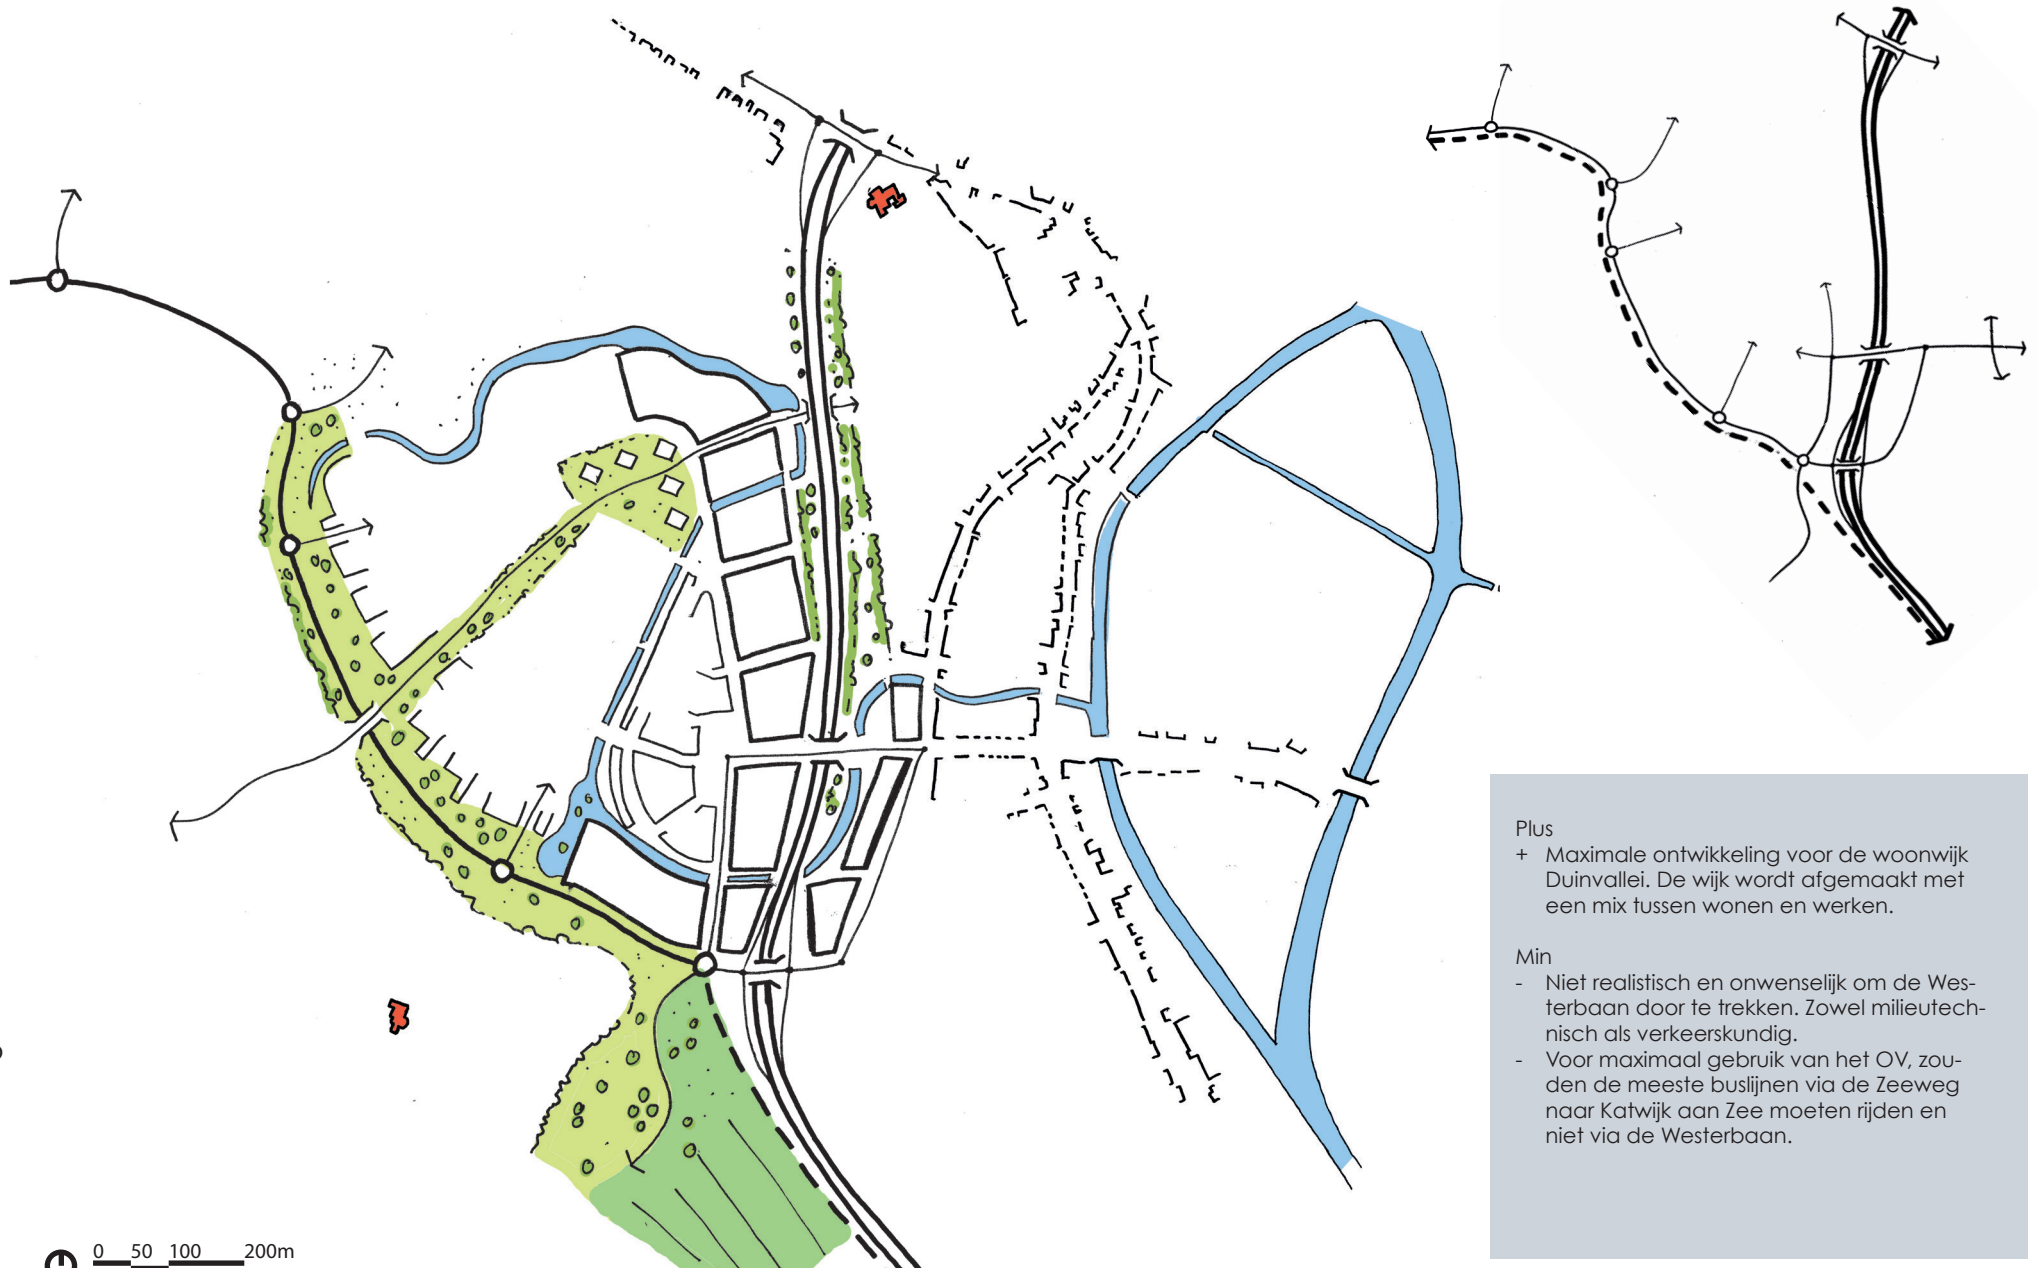 Plus
+ Maximale ontwikkeling voor de woonwijk
Duinvallei. De wijk wordt afgemaakt met
een mix tussen wonen en werken.
Min
- Niet realistisch en onwenselijk om de Wes-
terbaan door te trekken. Zowel milieutech-
nisch als verkeerskundig.
- Voor maximaal gebruik van het OV, zou-
den de meeste buslijnen via de Zeeweg
naar Katwijk aan Zee moeten rijden en
niet via de Westerbaan.
0 50 100 200m